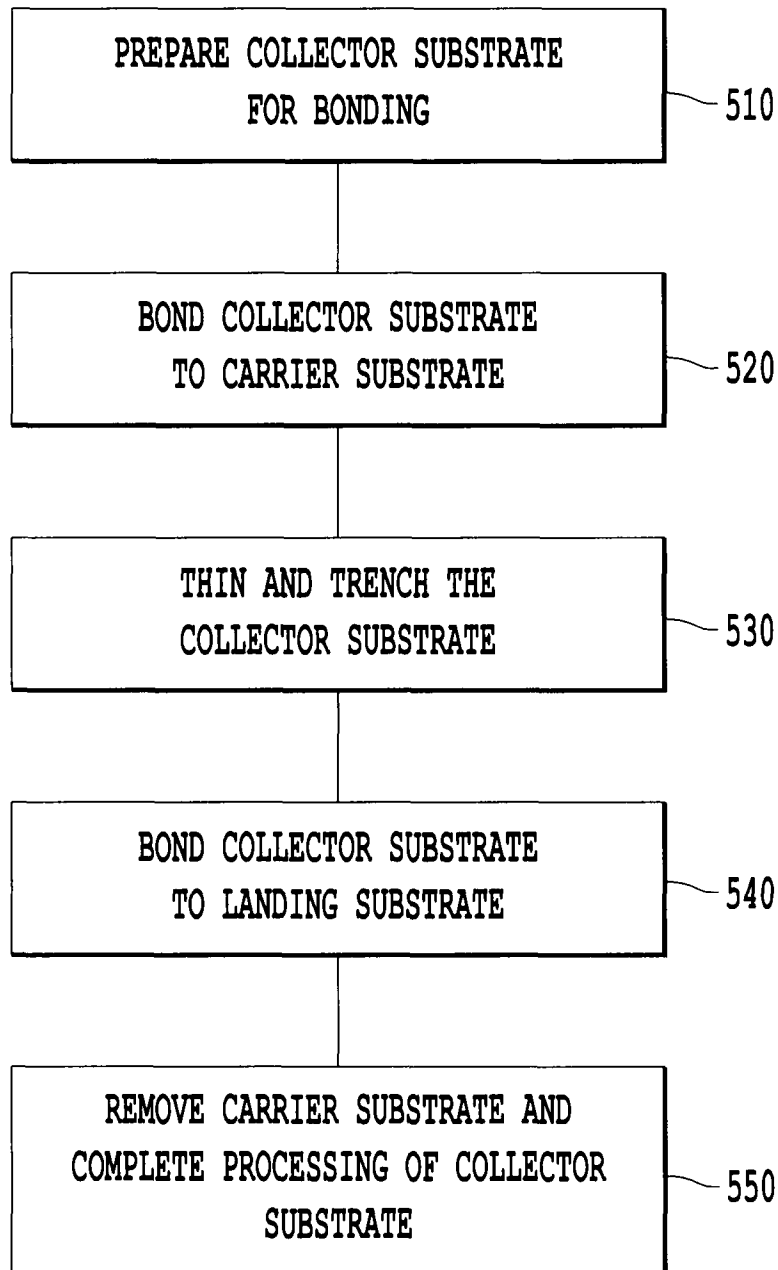 PREPARE COLLECTOR SUBSTRATE
FOR BONDING
510
BOND COLLECTOR SUBSTRATE
TO CARRIER SUBSTRATE
520
THIN AND TRENCH THE
COLLECTOR SUBSTRATE
530
BOND COLLECTOR SUBSTRATE
TO LANDING SUBSTRATE
540
REMOVE CARRIER SUBSTRATE AND
COMPLETE PROCESSING OF COLLECTOR
SUBSTRATE
550